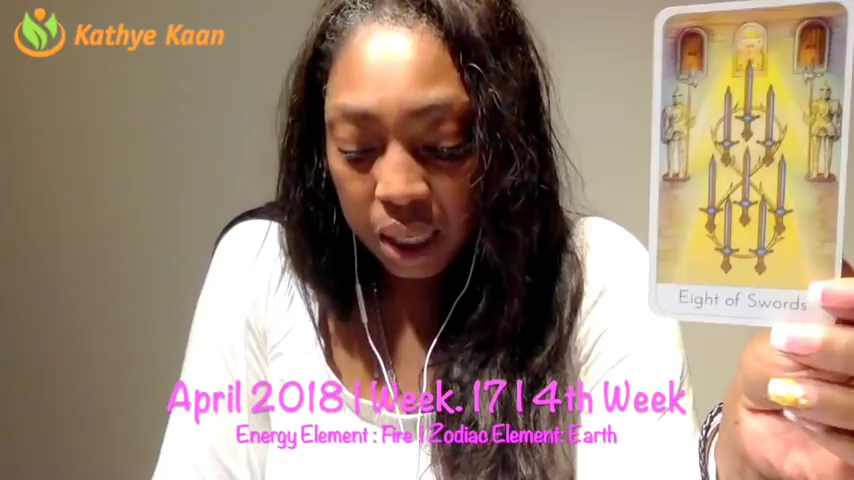 Kathye Kaan
Eight of Swords
April 2018 | Week. 17 | 4th Week
Energy Element : Fire | Zodiac Element: Earth